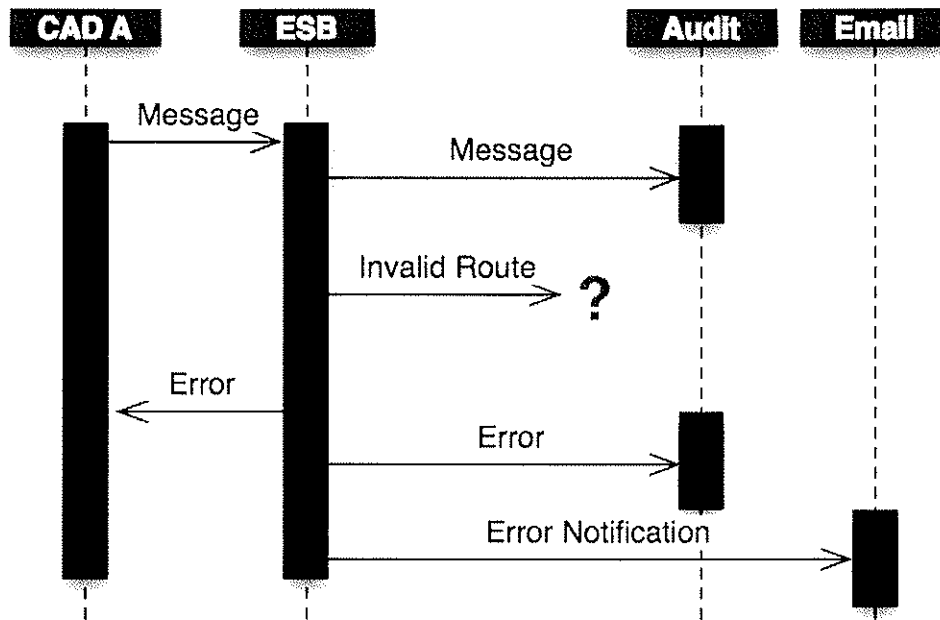 CAD A ESB Audit Email
Message
Message
Invalid Route
?
Error
Error
Error Notification